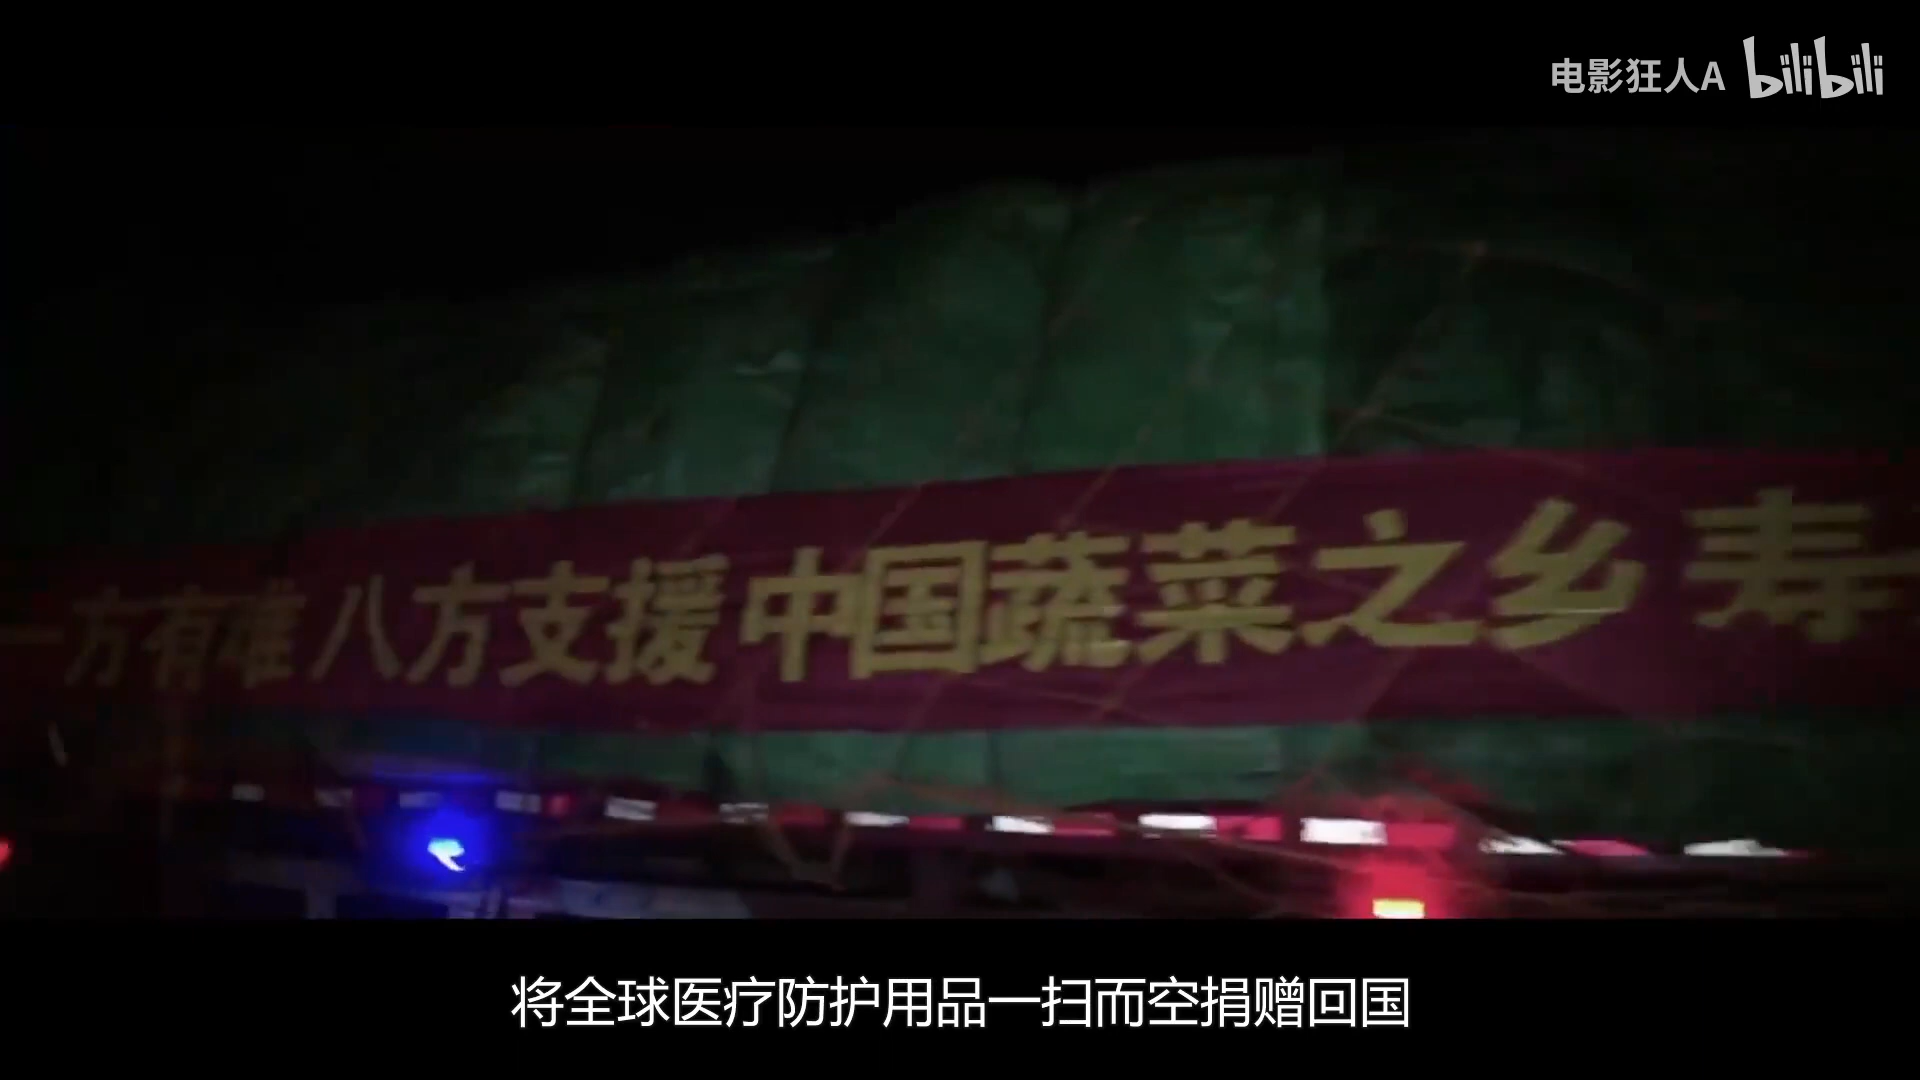 电影狂人A bilibili
一方有难 八方支援 中国蔬菜之乡 寿
将全球医疗防护用品一扫而空捐赠回国